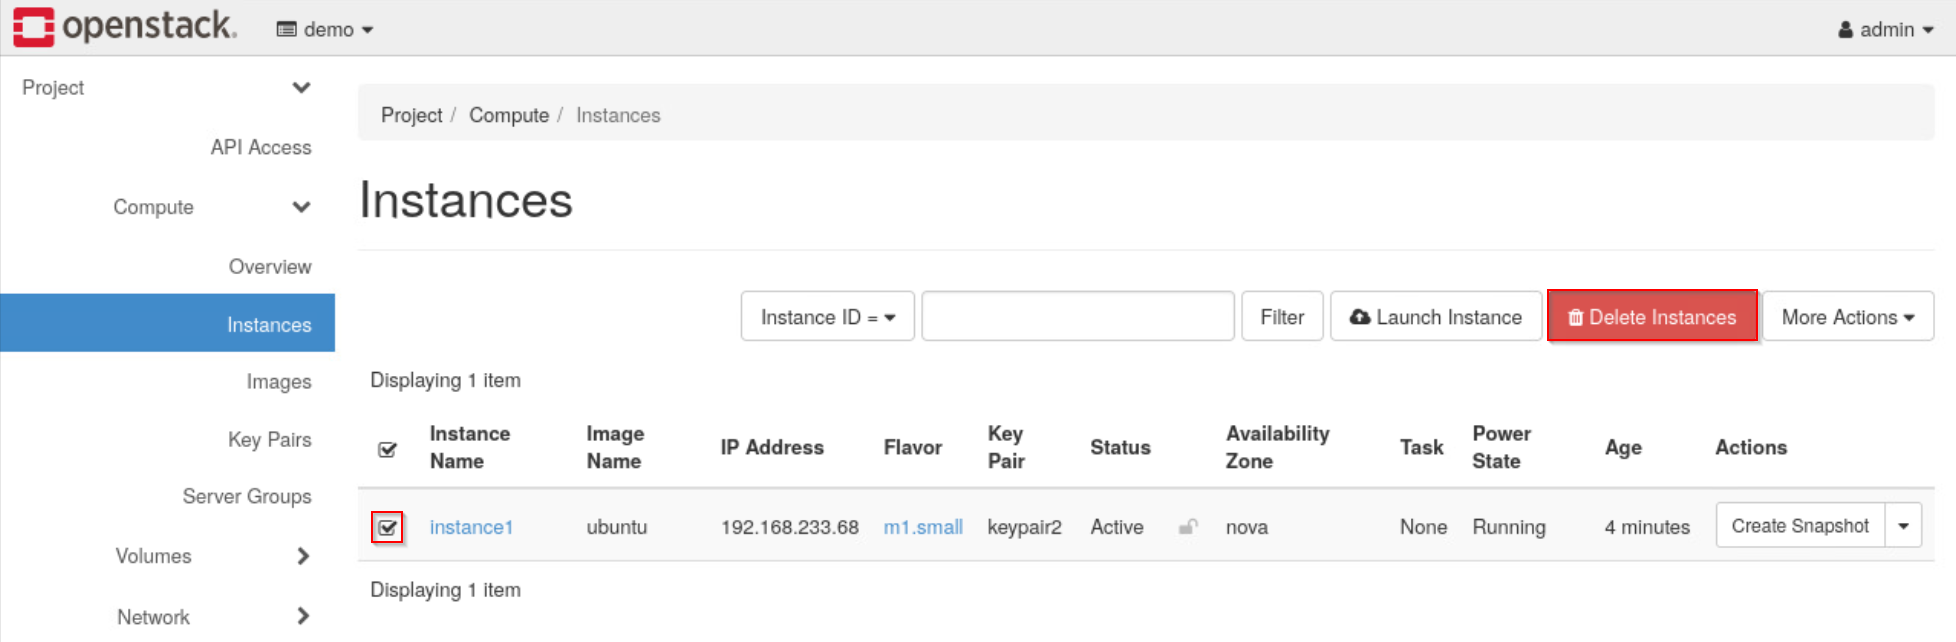 openstack. demo admin
Project
API Access
Compute
Overview
Instances
Images
Key Pairs
Server Groups
Volumes
Network
Project / Compute / Instances
Instances
Instance ID = Filter Launch Instance Delete Instances More Actions
Displaying 1 item
Instance Name Image Name IP Address Flavor Key Pair Status Availability Zone Task Power State Age Actions
instance1 ubuntu 192.168.233.68 m1.small keypair2 Active nova None Running 4 minutes Create Snapshot
Displaying 1 item